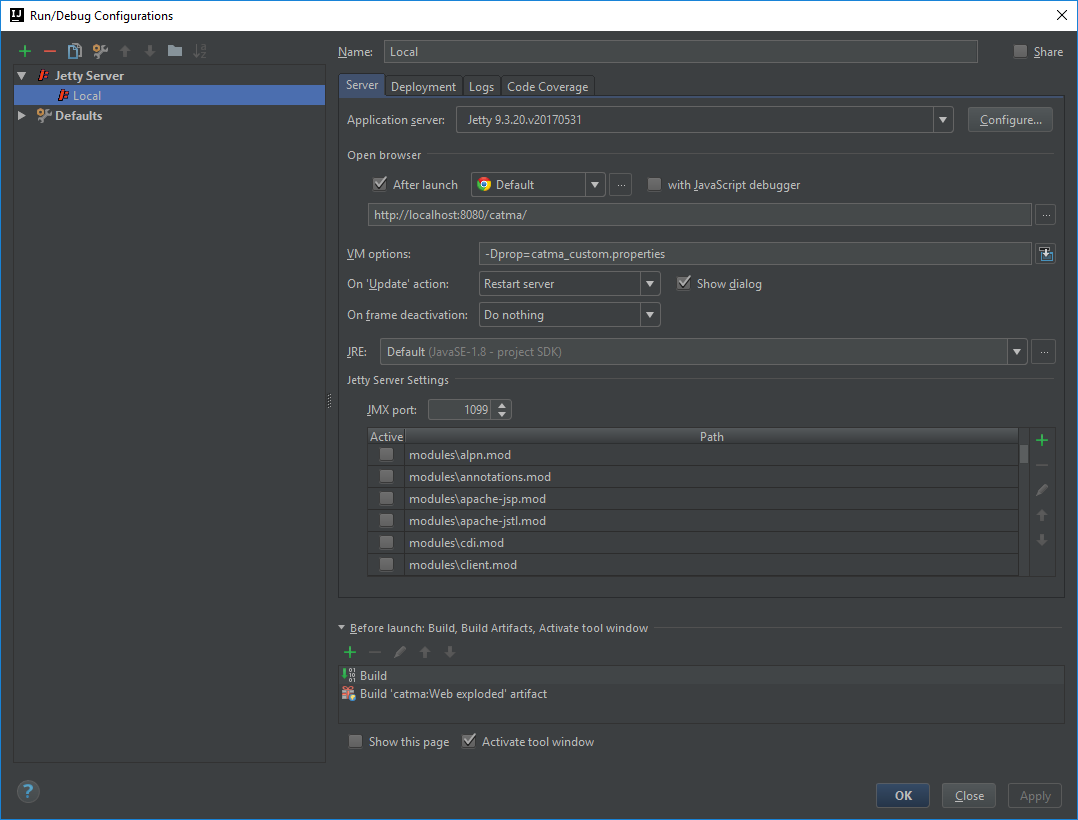 Run/Debug Configurations
Jetty Server
Local
Defaults
Name: Local Share
Server Deployment Logs Code Coverage
Application server: Jetty 9.3.20.v20170531 Configure...
Open browser
After launch Default ... with JavaScript debugger
http://localhost:8080/catma/ ...
VM options: -Dprop=catma_custom.properties
On 'Update' action: Restart server Show dialog
On frame deactivation: Do nothing
JRE: Default (JavaSE-1.8 - project SDK) ...
Jetty Server Settings
JMX port: 1099
Active Path
modules\alpn.mod
modules\annotations.mod
modules\apache-jsp.mod
modules\apache-jstl.mod
modules\cdi.mod
modules\client.mod
Before launch: Build, Build Artifacts, Activate tool window
Build
Build 'catma:Web exploded' artifact
Show this page Activate tool window
? OK Close Apply